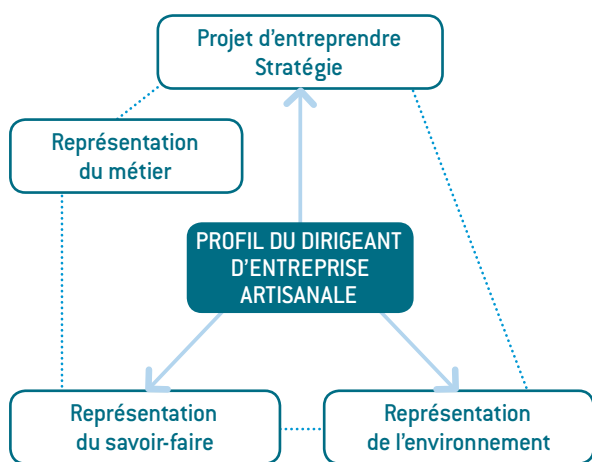 Projet d'entreprendre
Stratégie
Représentation
du métier
PROFIL DU DIRIGEANT
D'ENTREPRISE
ARTISANALE
Représentation
du savoir-faire
Représentation
de l'environnement